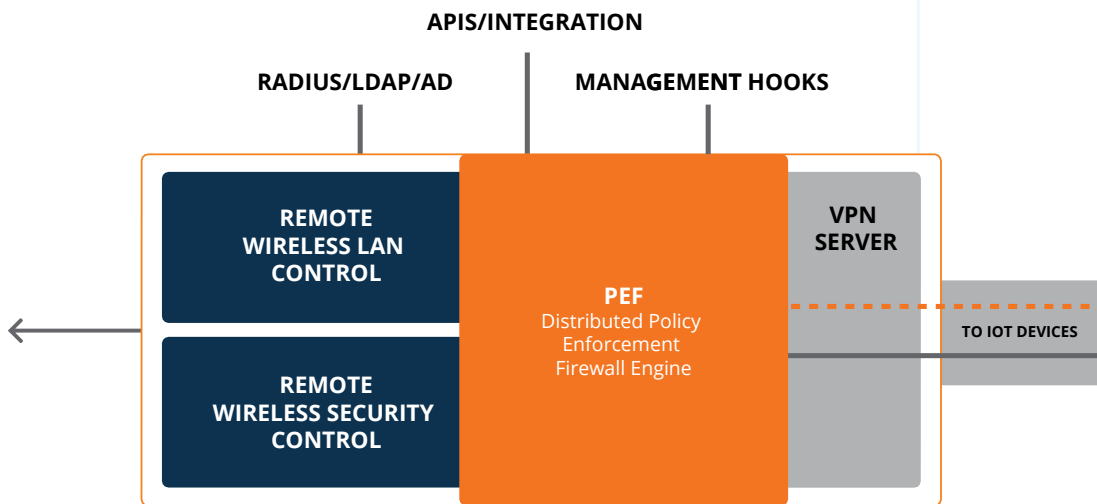 APIS/INTEGRATION
RADIUS/LDAP/AD
MANAGEMENT HOOKS
REMOTE
WIRELESS LAN
CONTROL
REMOTE
WIRELESS SECURITY
CONTROL
PEF
Distributed Policy
Enforcement
Firewall Engine
VPN
SERVER
TO IOT DEVICES